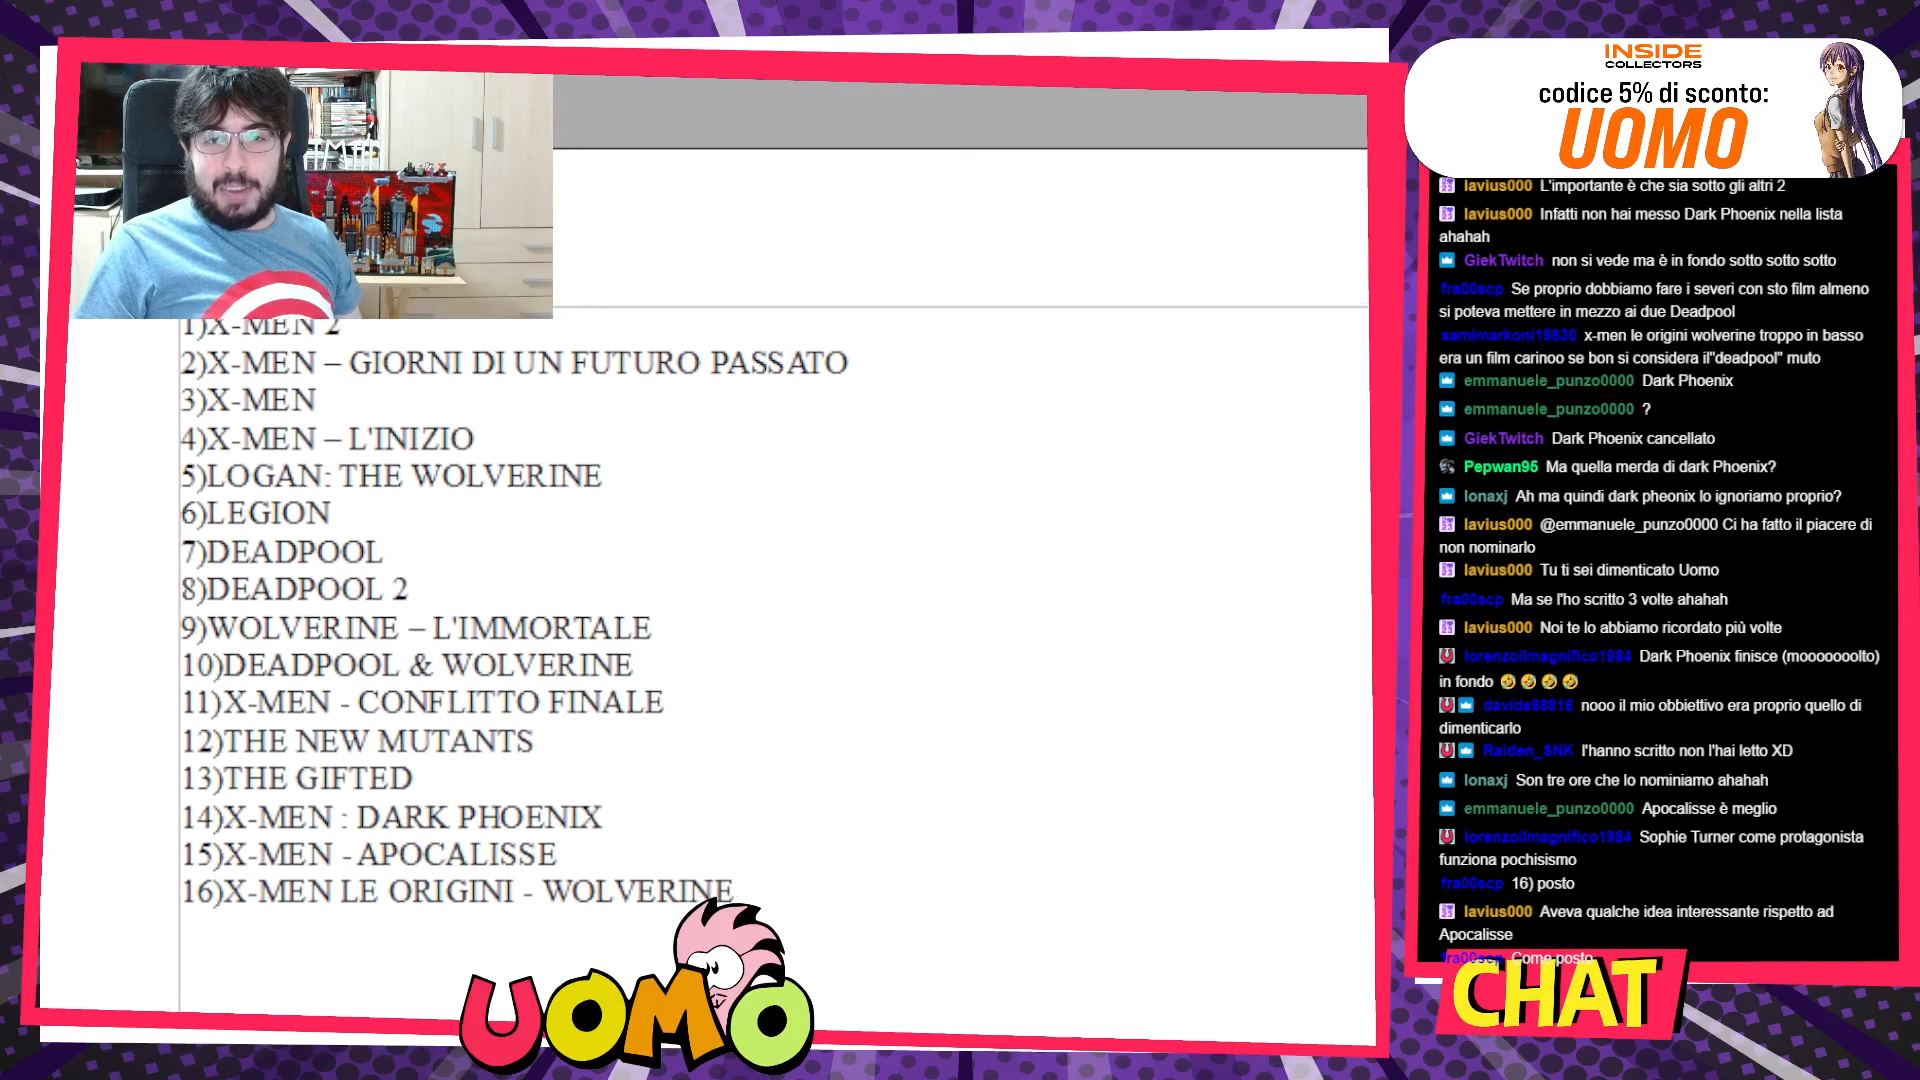 1)X-MEN 2
2)X-MEN – GIORNI DI UN FUTURO PASSATO
3)X-MEN
4)X-MEN – L'INIZIO
5)LOGAN: THE WOLVERINE
6)LEGION
7)DEADPOOL
8)DEADPOOL 2
9)WOLVERINE – L'IMMORTALE
10)DEADPOOL & WOLVERINE
11)X-MEN - CONFLITTO FINALE
12)THE NEW MUTANTS
13)THE GIFTED
14)X-MEN : DARK PHOENIX
15)X-MEN - APOCALISSE
16)X-MEN LE ORIGINI - WOLVERINE
UOMO
INSIDE
COLLECTORS
codice 5% di sconto:
UOMO
lavius000 L'importante è che sia sotto gli altri 2
lavius000 Infatti non hai messo Dark Phoenix nella lista
ahahah
GiekTwitch non si vede ma è in fondo sotto sotto sotto
fra00scp Se proprio dobbiamo fare i severi con sto film almeno
si poteva mettere in mezzo ai due Deadpool
samimarkoni19830 x-men le origini wolverine troppo in basso
era un film carinoo se bon si considera il"deadpool" muto
emmanuele_punzo0000 Dark Phoenix
emmanuele_punzo0000 ?
GiekTwitch Dark Phoenix cancellato
Pepwan95 Ma quella merda di dark Phoenix?
lonaxj Ah ma quindi dark pheonix lo ignoriamo proprio?
lavius000 @emmanuele_punzo0000 Ci ha fatto il piacere di
non nominarlo
lavius000 Tu ti sei dimenticato Uomo
fra00scp Ma se l'ho scritto 3 volte ahahah
lavius000 Noi te lo abbiamo ricordato più volte
lorenzoilmagnifico1984 Dark Phoenix finisce (mooooooolto)
in fondo 🤣 🤣 🤣 🤣
davide88818 nooo il mio obbiettivo era proprio quello di
dimenticarlo
Raiden_SNK l'hanno scritto non l'hai letto XD
lonaxj Son tre ore che lo nominiamo ahahah
emmanuele_punzo0000 Apocalisse è meglio
lorenzoilmagnifico1984 Sophie Turner come protagonista
funziona pochisismo
fra00scp 16) posto
lavius000 Aveva qualche idea interessante rispetto ad
Apocalisse
fra00scp Come posto
CHAT